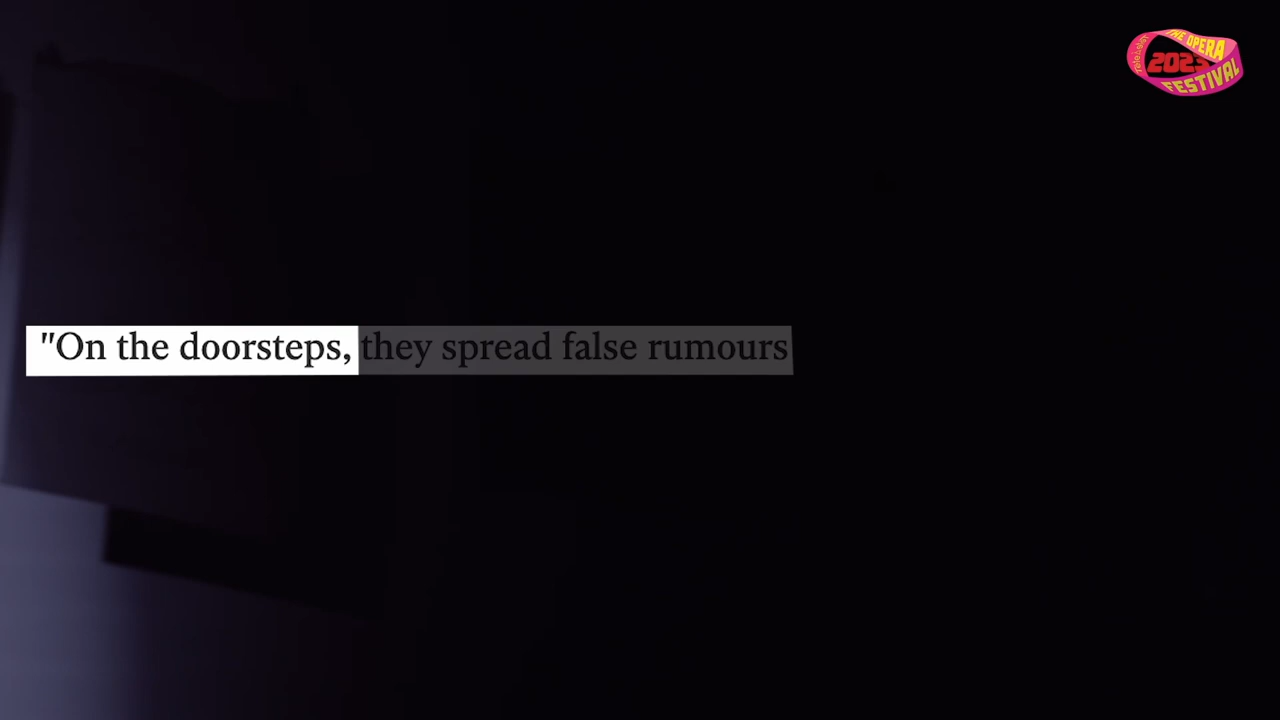 "On the doorsteps, they spread false rumours
THE OPERA
2023
FESTIVAL